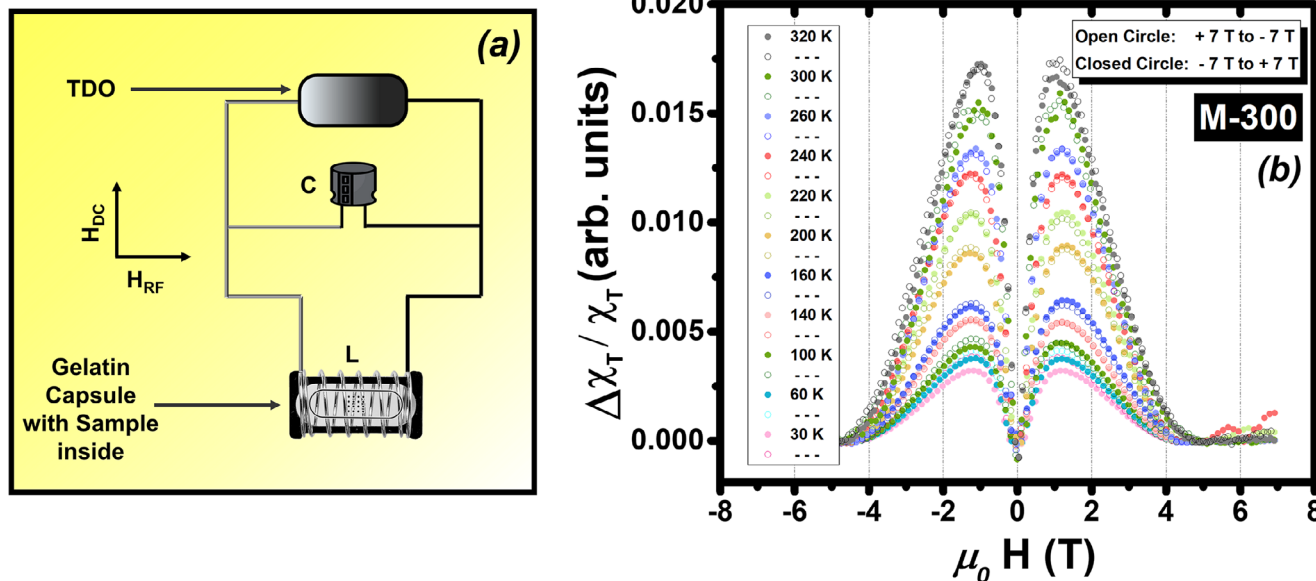 (a)
TDO
C
H_DC
H_RF
L
Gelatin
Capsule
with Sample
inside
0.020
0.015
0.010
0.005
0.000
Δχ_T / χ_T (arb. units)
320 K
- - -
300 K
- - -
260 K
- - -
240 K
- - -
220 K
- - -
200 K
- - -
160 K
- - -
140 K
- - -
100 K
- - -
60 K
- - -
30 K
- - -
Open Circle: + 7 T to - 7 T
Closed Circle: - 7 T to + 7 T
M-300
(b)
-8 -6 -4 -2 0 2 4 6 8
μ_0 H (T)